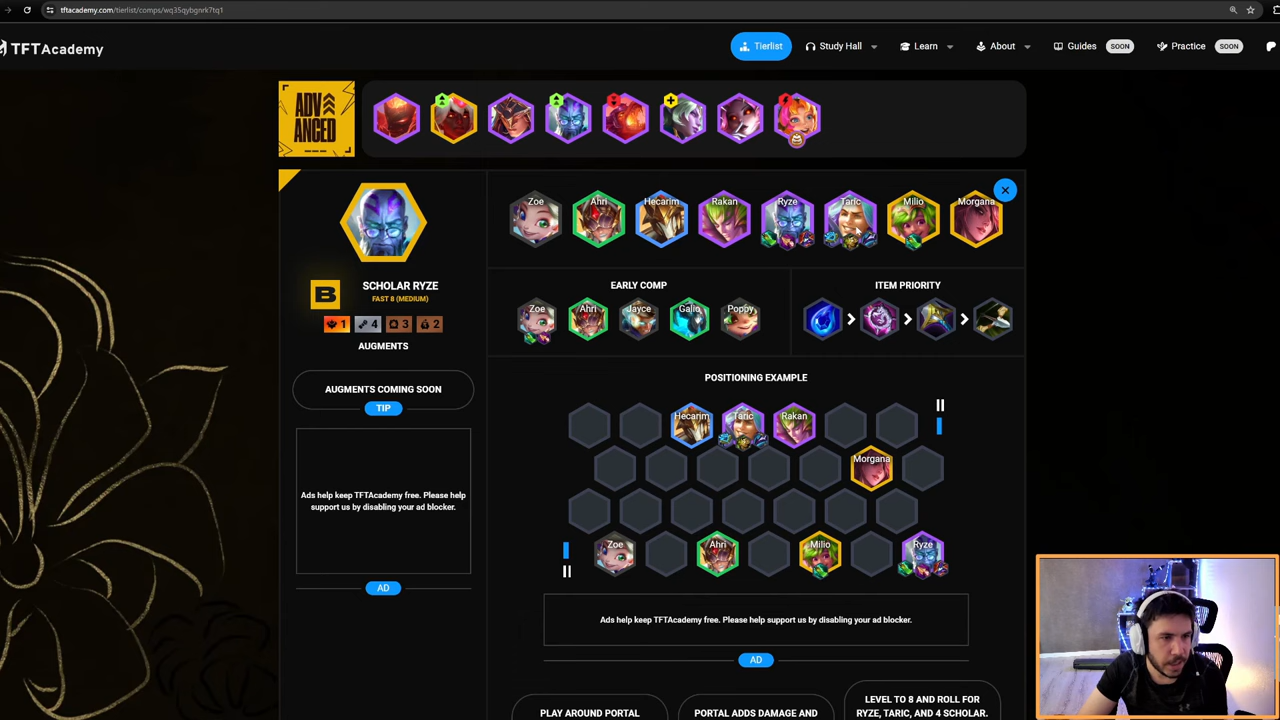 tftacademy.com/tierlist/comps/wq35qybgnrk7tq1
TFTAcademy
Tierlist
Study Hall
Learn
About
Guides
SOON
Practice
SOON
ADV
ANCED
SCHOLAR RYZE
FAST 8 (MEDIUM)
B
1
4
3
2
AUGMENTS
AUGMENTS COMING SOON
TIP
Ads help keep TFTAcademy free. Please help
support us by disabling your ad blocker.
AD
Zoe
Ahri
Hecarim
Rakan
Ryze
Taric
Milio
Morgana
EARLY COMP
Zoe
Ahri
Jayce
Galio
Poppy
ITEM PRIORITY
POSITIONING EXAMPLE
Hecarim
Taric
Rakan
Morgana
Zoe
Ahri
Milio
Ryze
Ads help keep TFTAcademy free. Please help support us by disabling your ad blocker.
AD
PLAY AROUND PORTAL
PORTAL ADDS DAMAGE AND
LEVEL TO 8 AND ROLL FOR
RYZE, TARIC, AND 4 SCHOLAR.